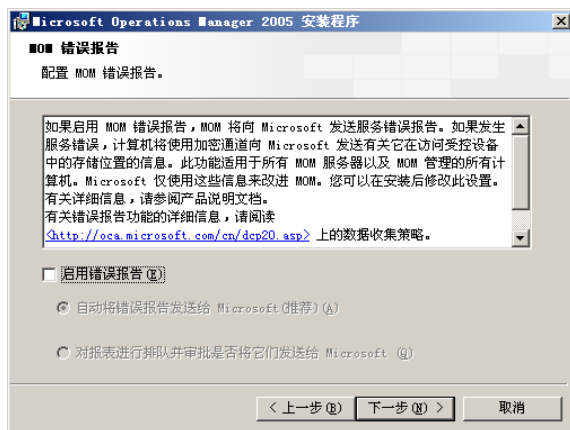 Microsoft Operations Manager 2005 安装程序
MOM 错误报告
配置 MOM 错误报告。
如果启用 MOM 错误报告，MOM 将向 Microsoft 发送服务错误报告。如果发生
服务错误，计算机将使用加密通道向 Microsoft 发送有关它在访问受控设备
中的存储位置的信息。此功能适用于所有 MOM 服务器以及 MOM 管理的所有计
算机。Microsoft 仅使用这些信息来改进 MOM。您可以在安装后修改此设置。
有关详细信息，请参阅产品说明文档。
有关错误报告功能的详细信息，请阅读
<http://oca.microsoft.com/cn/dcp20.asp> 上的数据收集策略。
启用错误报告(E)
自动将错误报告发送给 Microsoft(推荐)(A)
对报表进行排队并审批是否将它们发送给 Microsoft (Q)
< 上一步(B)
下一步(N) >
取消